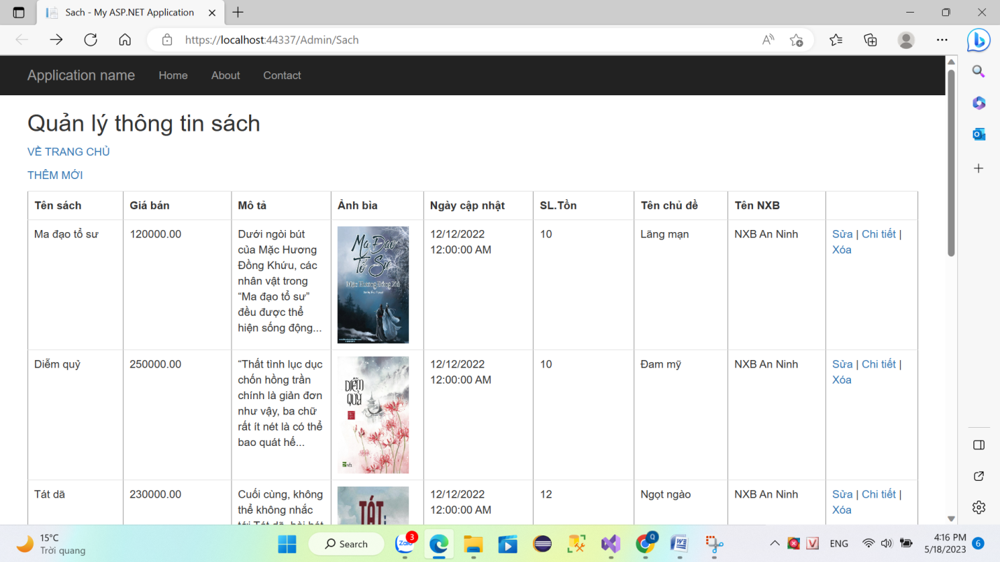 Sach - My ASP.NET Application
https://localhost:44337/Admin/Sach
Application name
Home
About
Contact
Quản lý thông tin sách
VỀ TRANG CHỦ
THÊM MỚI
Tên sách
Giá bán
Mô tả
Ảnh bìa
Ngày cập nhật
SL.Tồn
Tên chủ đề
Tên NXB
Ma đạo tổ sư
120000.00
Dưới ngòi bút
của Mặc Hương
Đồng Khứu, các
nhân vật trong
“Ma đạo tổ sư”
đều được thể
hiện sống động...
Ma Đạo
Tổ Sư
Mặc Hương Đồng Khứu
12/12/2022
12:00:00 AM
10
Lãng mạn
NXB An Ninh
Sửa | Chi tiết |
Xóa
Diễm quỷ
250000.00
“Thất tình lục dục
chốn hồng trần
chính là giản đơn
như vậy, ba chữ
rất ít nét là có thể
bao quát hế...
DIỄM
QUỶ
12/12/2022
12:00:00 AM
10
Đam mỹ
NXB An Ninh
Sửa | Chi tiết |
Xóa
Tát dã
230000.00
Cuối cùng, không
thể không nhắc
tới Tát dã, bài hát
TÁT
12/12/2022
12:00:00 AM
12
Ngọt ngào
NXB An Ninh
Sửa | Chi tiết |
Xóa
15°C
Trời quang
Search
Zalo
3
Q
ENG
4:16 PM
5/18/2023
6